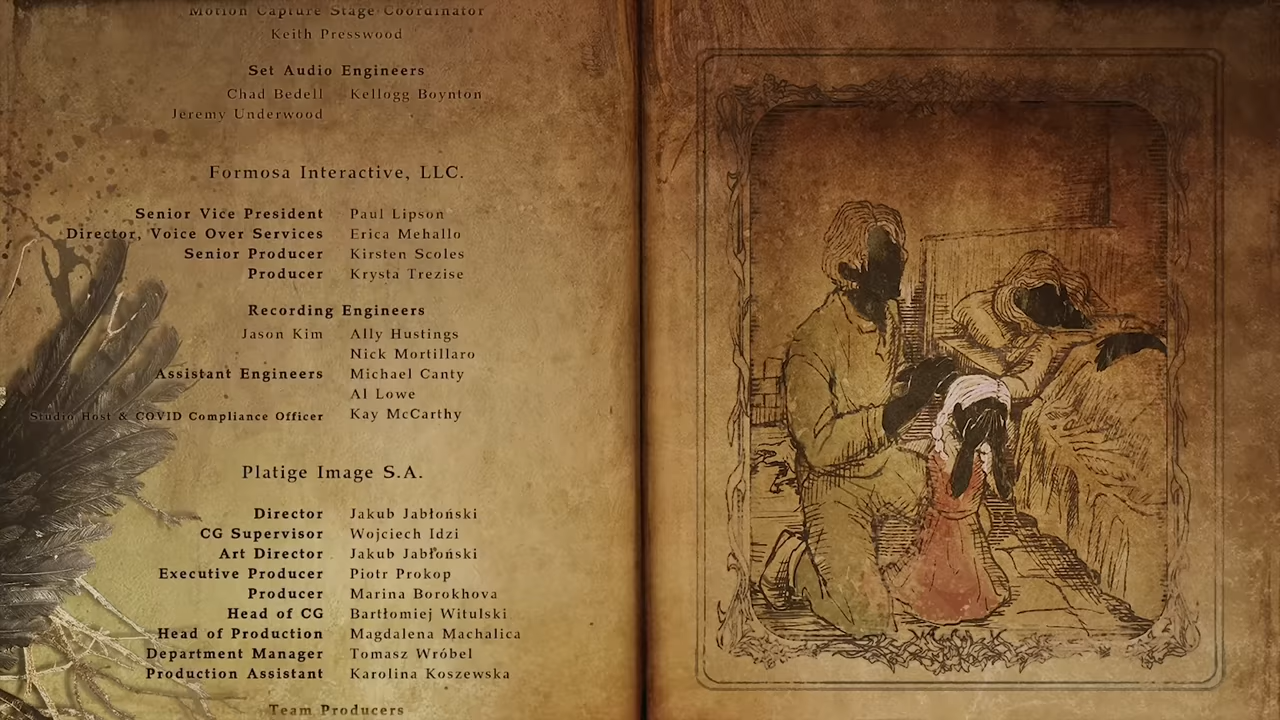 Motion Capture Stage Coordinator
Keith Presswood
Set Audio Engineers
Chad Bedell Kellogg Boynton
Jeremy Underwood
Formosa Interactive, LLC.
Senior Vice President Paul Lipson
Director, Voice Over Services Erica Mehallo
Senior Producer Kirsten Scoles
Producer Krysta Trezise
Recording Engineers
Jason Kim Ally Hustings
Nick Mortillaro
Assistant Engineers Michael Canty
Al Lowe
Studio Host & COVID Compliance Officer Kay McCarthy
Platige Image S.A.
Director Jakub Jabłoński
CG Supervisor Wojciech Idzi
Art Director Jakub Jabłoński
Executive Producer Piotr Prokop
Producer Marina Borokhova
Head of CG Bartłomiej Witulski
Head of Production Magdalena Machalica
Department Manager Tomasz Wróbel
Production Assistant Karolina Koszewska
Team Producers